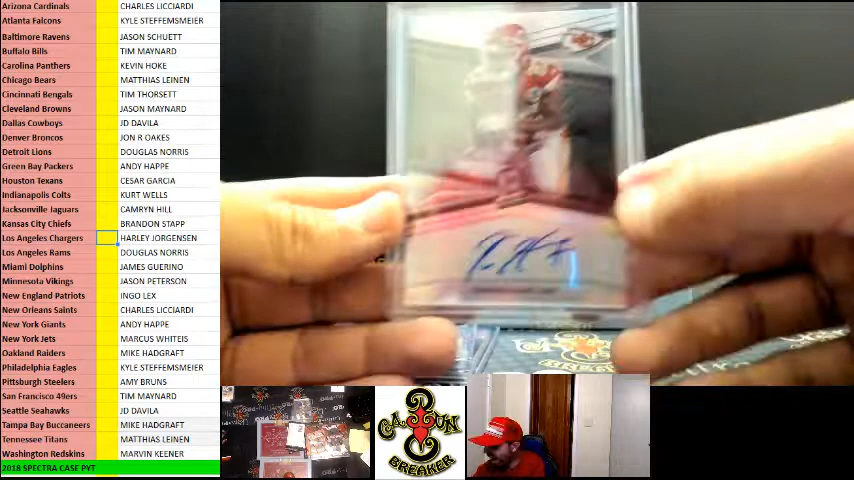 Arizona Cardinals CHARLES LICCIARDI
Atlanta Falcons KYLE STEFFEMSMEIER
Baltimore Ravens JASON SCHUETT
Buffalo Bills TIM MAYNARD
Carolina Panthers KEVIN HOKE
Chicago Bears MATTHIAS LEINEN
Cincinnati Bengals TIM THORSETT
Cleveland Browns JASON MAYNARD
Dallas Cowboys JD DAVILA
Denver Broncos JON R OAKES
Detroit Lions DOUGLAS NORRIS
Green Bay Packers ANDY HAPPE
Houston Texans CESAR GARCIA
Indianapolis Colts KURT WELLS
Jacksonville Jaguars CAMRYN HILL
Kansas City Chiefs BRANDON STAPP
Los Angeles Chargers HARLEY JORGENSEN
Los Angeles Rams DOUGLAS NORRIS
Miami Dolphins JAMES GUERINO
Minnesota Vikings JASON PETERSON
New England Patriots INGO LEX
New Orleans Saints CHARLES LICCIARDI
New York Giants ANDY HAPPE
New York Jets MARCUS WHITEIS
Oakland Raiders MIKE HADGRAFT
Philadelphia Eagles KYLE STEFFEMSMEIER
Pittsburgh Steelers AMY BRUNS
San Francisco 49ers TIM MAYNARD
Seattle Seahawks JD DAVILA
Tampa Bay Buccaneers MIKE HADGRAFT
Tennessee Titans MATTHIAS LEINEN
Washington Redskins MARVIN KEENER
2018 SPECTRA CASE PYT
CAJUN
BREAKER